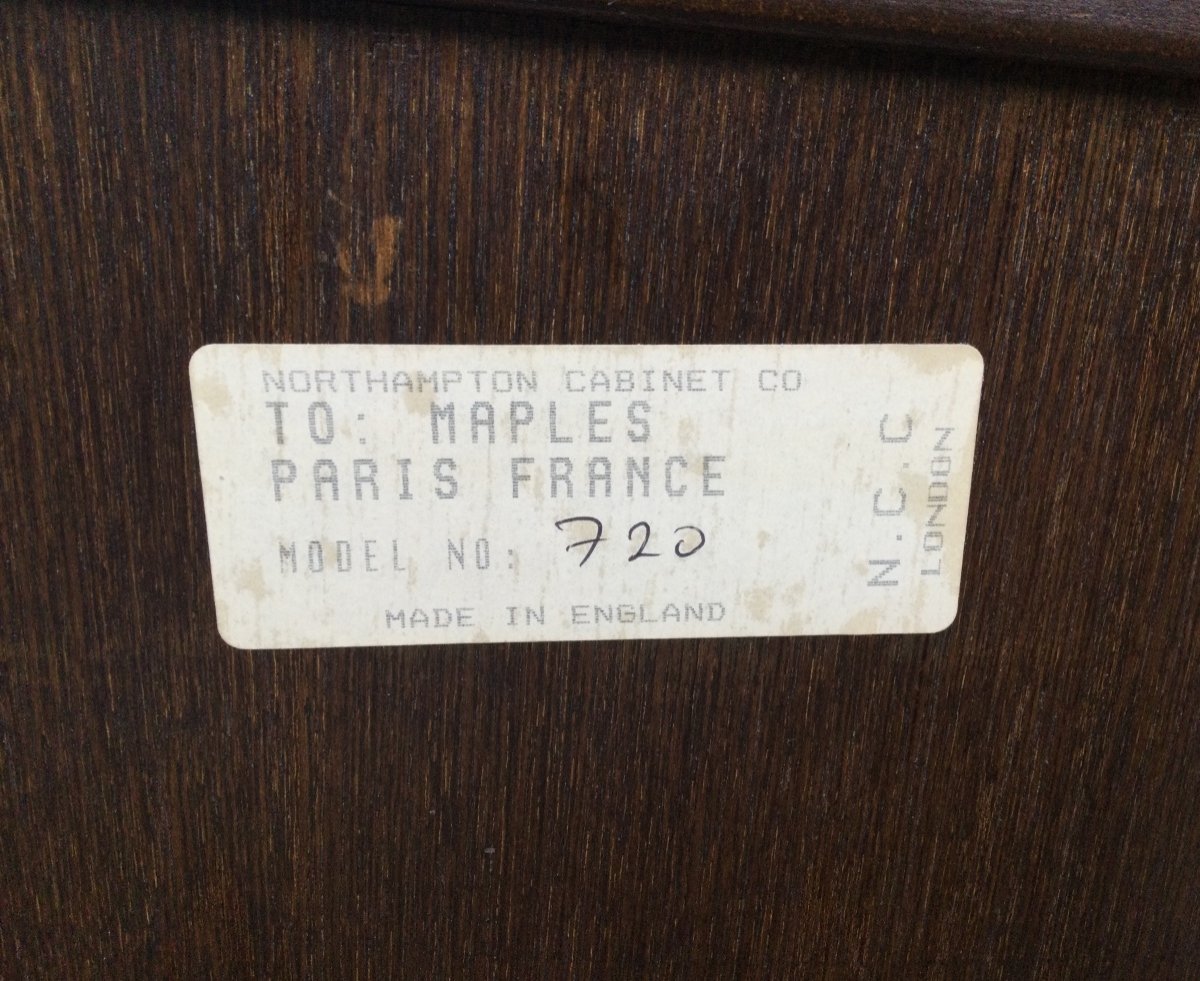 NORTHAMPTON CABINET CO
TO: MAPLES
PARIS FRANCE
MODEL NO: 720
MADE IN ENGLAND
N.C.C
LONDON